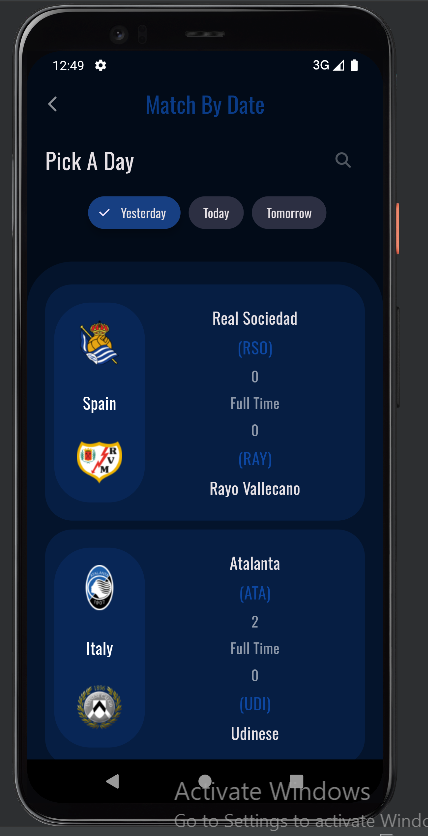 12:49
3G
Match By Date
Pick A Day
Yesterday
Today
Tomorrow
Real Sociedad
(RSO)
0
Spain
Full Time
0
RVM
(RAY)
Rayo Vallecano
Atalanta
(ATA)
2
Italy
Full Time
0
(UDI)
Udinese
Activate Windows
Go to Settings to activate Windo